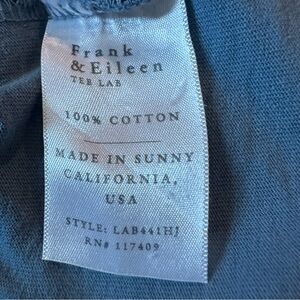 Frank
& Eileen
TEE LAB
100% COTTON
MADE IN SUNNY
CALIFORNIA,
USA
STYLE: LAB441HJ
RN# 117409